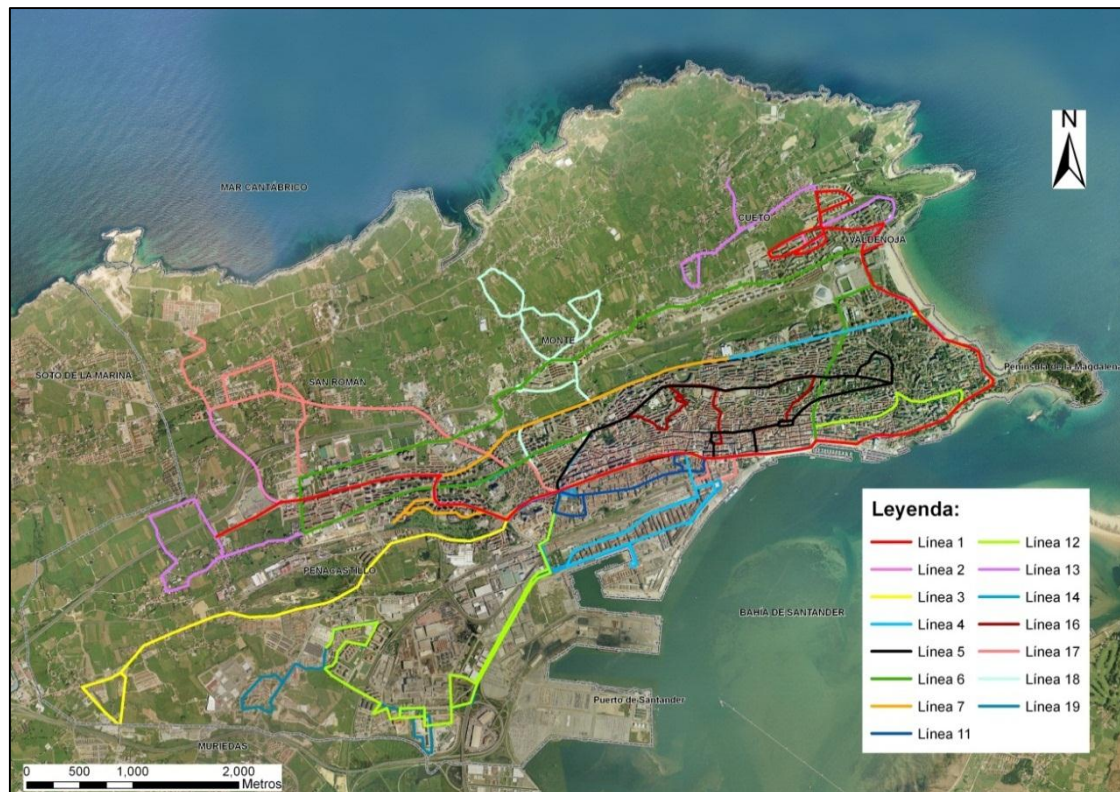 N
MAR CANTÁBRICO
CUETO
VALDENOJA
MONTE
SOTO DE LA MARINA
SAN ROMÁN
Península de la Magdalena
PEÑACASTILLO
BAHÍA DE SANTANDER
Puerto de Santander
MURIEDAS
Leyenda:
Línea 1
Línea 2
Línea 3
Línea 4
Línea 5
Línea 6
Línea 7
Línea 11
Línea 12
Línea 13
Línea 14
Línea 16
Línea 17
Línea 18
Línea 19
0 500 1,000 2,000
Metros